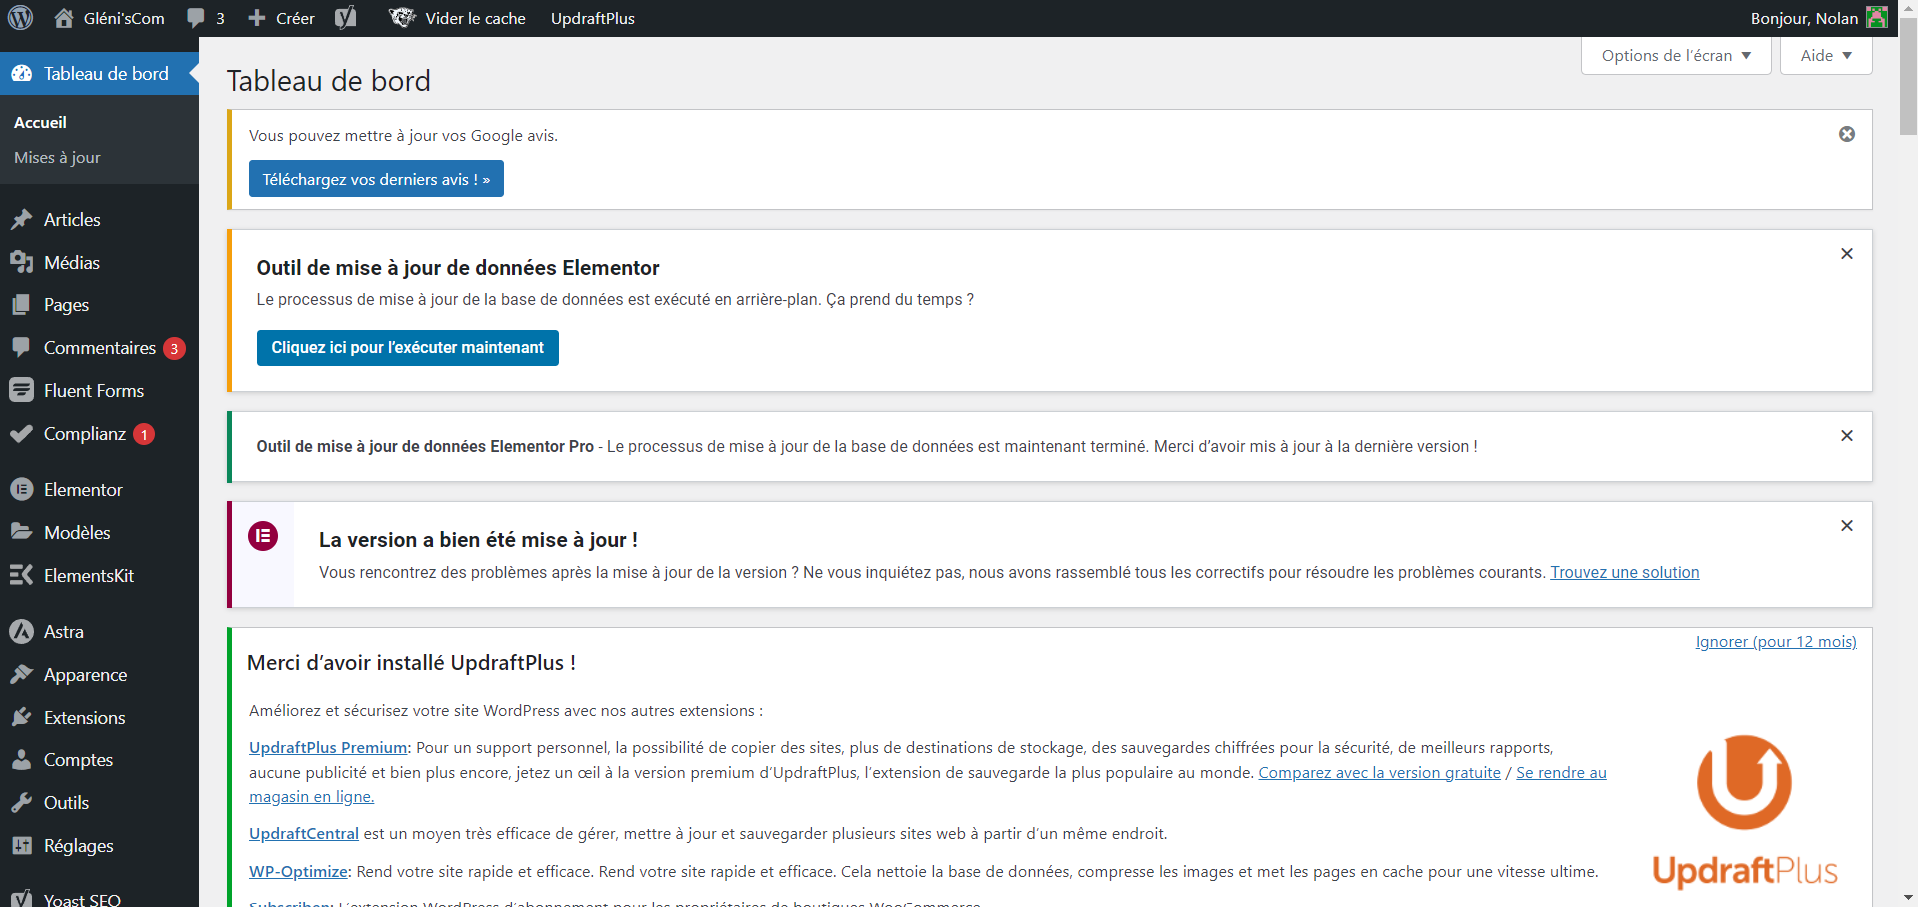 Gléni'sCom
3
Créer
Vider le cache
UpdraftPlus
Bonjour, Nolan
Tableau de bord
Accueil
Mises à jour
Articles
Médias
Pages
Commentaires 3
Fluent Forms
Complianz 1
Elementor
Modèles
ElementsKit
Astra
Apparence
Extensions
Comptes
Outils
Réglages
Yoast SEO
Options de l’écran
Aide
Tableau de bord
Vous pouvez mettre à jour vos Google avis.
Téléchargez vos derniers avis ! »
Outil de mise à jour de données Elementor
Le processus de mise à jour de la base de données est exécuté en arrière-plan. Ça prend du temps ?
Cliquez ici pour l’exécuter maintenant
Outil de mise à jour de données Elementor Pro - Le processus de mise à jour de la base de données est maintenant terminé. Merci d’avoir mis à jour à la dernière version !
La version a bien été mise à jour !
Vous rencontrez des problèmes après la mise à jour de la version ? Ne vous inquiétez pas, nous avons rassemblé tous les correctifs pour résoudre les problèmes courants. Trouvez une solution
Ignorer (pour 12 mois)
Merci d’avoir installé UpdraftPlus !
Améliorez et sécurisez votre site WordPress avec nos autres extensions :
UpdraftPlus Premium: Pour un support personnel, la possibilité de copier des sites, plus de destinations de stockage, des sauvegardes chiffrées pour la sécurité, de meilleurs rapports,
aucune publicité et bien plus encore, jetez un œil à la version premium d’UpdraftPlus, l’extension de sauvegarde la plus populaire au monde. Comparez avec la version gratuite / Se rendre au
magasin en ligne.
UpdraftCentral est un moyen très efficace de gérer, mettre à jour et sauvegarder plusieurs sites web à partir d’un même endroit.
WP-Optimize: Rend votre site rapide et efficace. Rend votre site rapide et efficace. Cela nettoie la base de données, compresse les images et met les pages en cache pour une vitesse ultime.
Subscriben: L’extension WordPress d’abonnement pour les propriétaires de boutiques WooCommerce.
UpdraftPlus